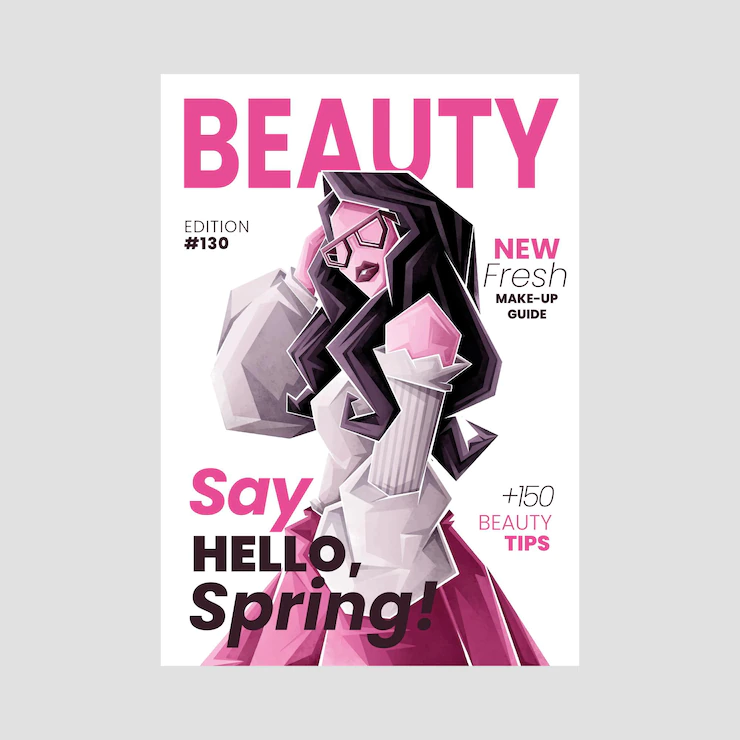 BEAUTY
EDITION
#130
NEW
Fresh
MAKE-UP
GUIDE
Say
HELLO,
Spring!
+150
BEAUTY
TIPS